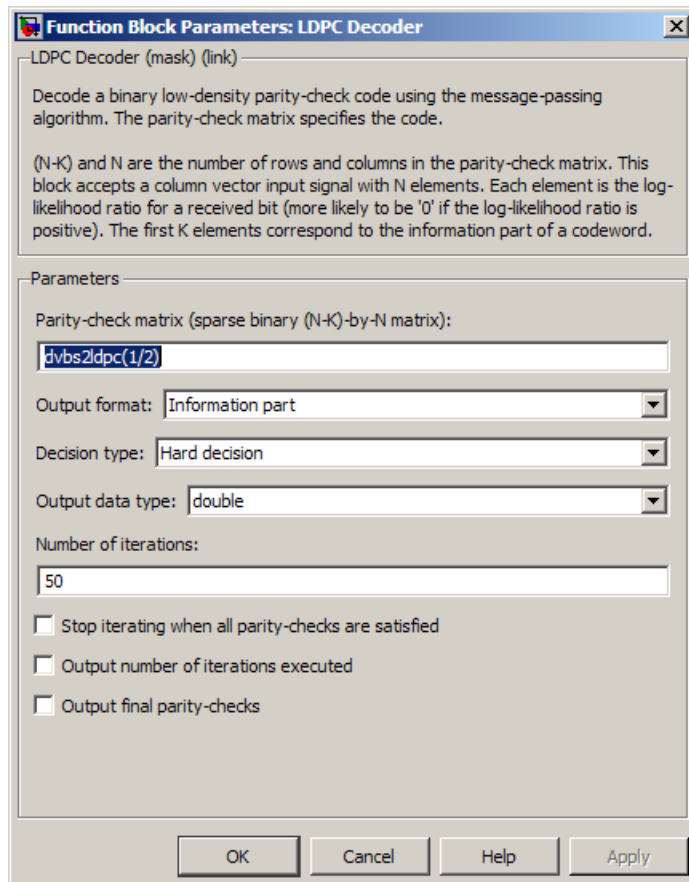 Function Block Parameters: LDPC Decoder
LDPC Decoder (mask) (link)
Decode a binary low-density parity-check code using the message-passing
algorithm. The parity-check matrix specifies the code.
(N-K) and N are the number of rows and columns in the parity-check matrix. This
block accepts a column vector input signal with N elements. Each element is the log-
likelihood ratio for a received bit (more likely to be '0' if the log-likelihood ratio is
positive). The first K elements correspond to the information part of a codeword.
Parameters
Parity-check matrix (sparse binary (N-K)-by-N matrix):
dvbs2ldpc(1/2)
Output format: Information part
Decision type: Hard decision
Output data type: double
Number of iterations:
50
Stop iterating when all parity-checks are satisfied
Output number of iterations executed
Output final parity-checks
OK Cancel Help Apply